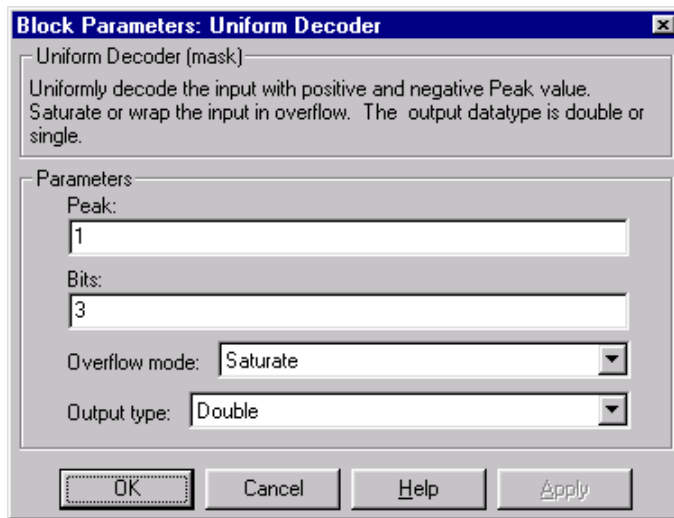 Block Parameters: Uniform Decoder
Uniform Decoder (mask)
Uniformly decode the input with positive and negative Peak value.
Saturate or wrap the input in overflow.  The  output datatype is double or
single.
Parameters
Peak:
1
Bits:
3
Overflow mode: Saturate
Output type: Double
OK Cancel Help Apply